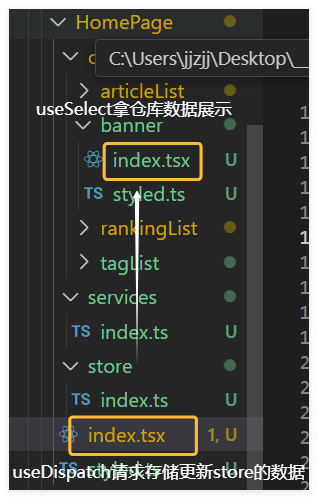 HomePage
C:\Users\jjzjj\Desktop\__
articleList
useSelect拿仓库数据展示
banner
index.tsx U
TS styled.ts U
rankingList
tagList
services
TS index.ts U
store
TS index.ts U
index.tsx 1, U
useDispatch请求存储更新store的数据